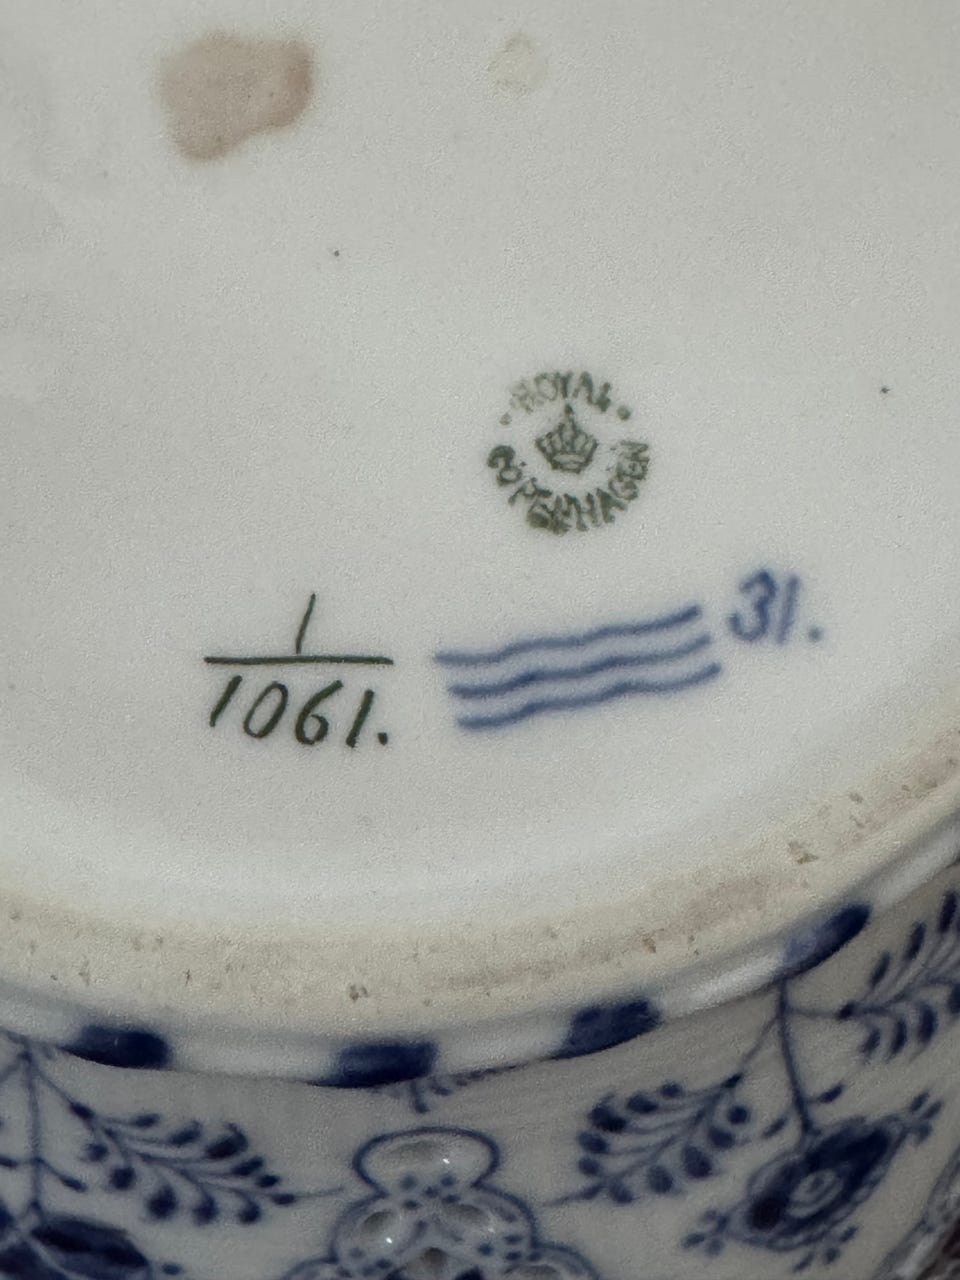 ROYAL
COPENHAGEN
1
1061.
31.